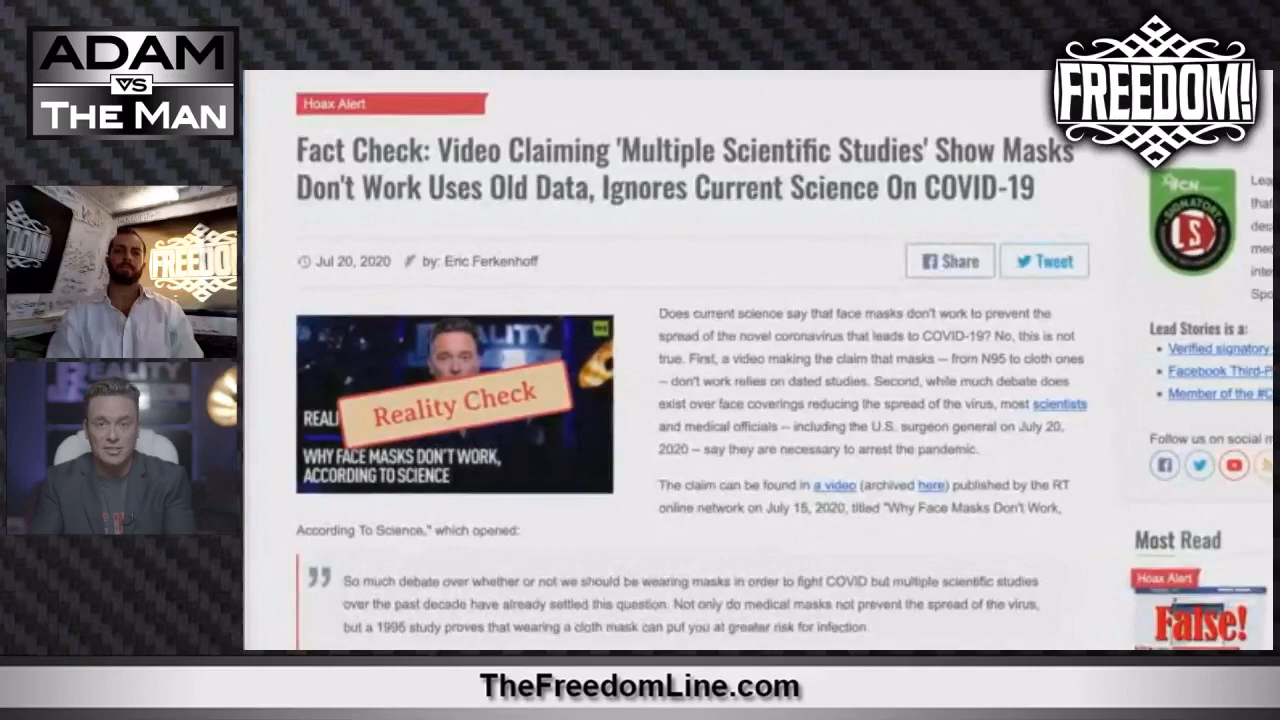 ADAM
VS
THE MAN
FREEDOM!
Hoax Alert
Fact Check: Video Claiming 'Multiple Scientific Studies' Show Masks
Don't Work Uses Old Data, Ignores Current Science On COVID-19
Jul 20, 2020 by: Eric Ferkenhoff
Share
Tweet
REALITY
Reality Check
WHY FACE MASKS DON'T WORK,
ACCORDING TO SCIENCE
Does current science say that face masks don't work to prevent the
spread of the novel coronavirus that leads to COVID-19? No, this is not
true. First, a video making the claim that masks — from N95 to cloth ones
— don't work relies on dated studies. Second, while much debate does
exist over face coverings reducing the spread of the virus, most scientists
and medical officials — including the U.S. surgeon general on July 20,
2020 — say they are necessary to arrest the pandemic.
The claim can be found in a video (archived here) published by the RT
online network on July 15, 2020, titled "Why Face Masks Don't Work,
According To Science," which opened:
So much debate over whether or not we should be wearing masks in order to fight COVID but multiple scientific studies
over the past decade have already settled this question. Not only do medical masks not prevent the spread of the virus,
but a 1995 study proves that wearing a cloth mask can put you at greater risk for infection.
SIGNATORY
LS
Lead Stories is a:
Verified signatory
Facebook Third-P
Member of the #C
Follow us on social m
Most Read
Hoax Alert
False!
FREEDOM!
FREEDO
REALITY
TheFreedomLine.com